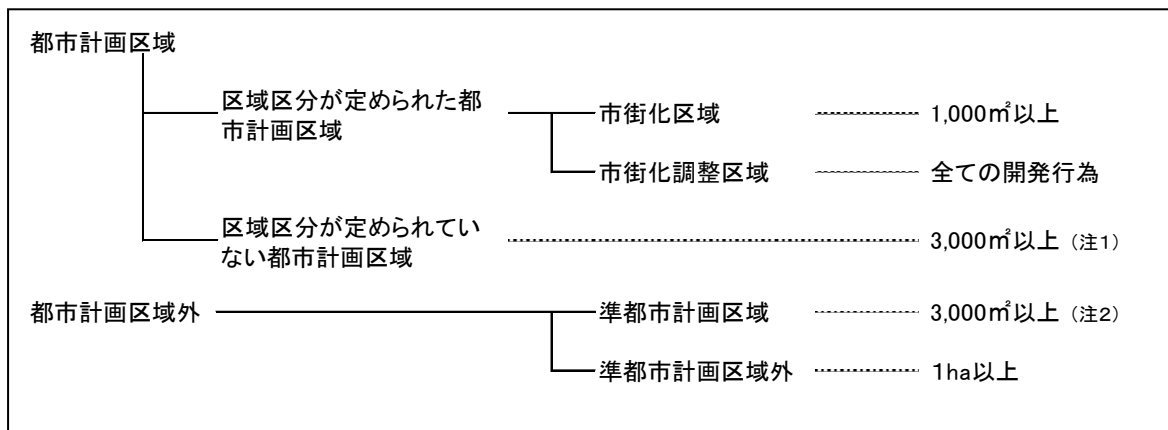 都市計画区域
区域区分が定められた都
市計画区域
市街化区域
1,000㎡以上
市街化調整区域
全ての開発行為
区域区分が定められてい
ない都市計画区域
3,000㎡以上（注1）
都市計画区域外
準都市計画区域
3,000㎡以上（注2）
準都市計画区域外
1ha以上